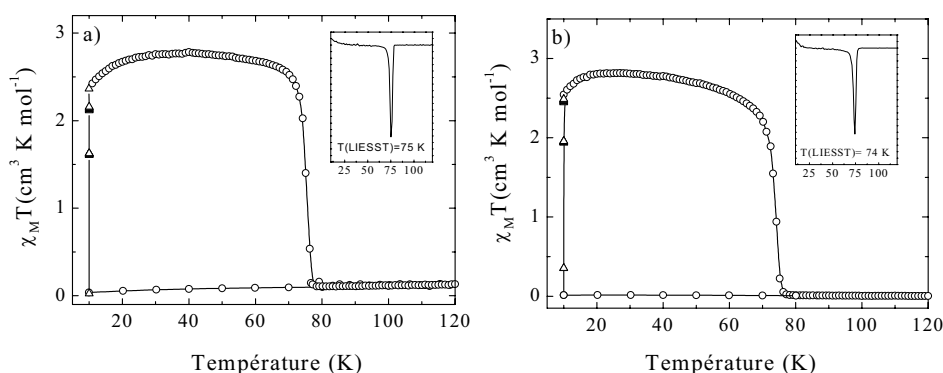 a)
3
2
1
0
χ_M T(cm³ K mol⁻¹)
20 40 60 80 100 120
Température (K)
T(LIESST)=75 K
25 50 75 100
b)
3
2
1
0
χ_M T(cm³ K mol⁻¹)
20 40 60 80 100 120
Température (K)
T(LIESST)= 74 K
25 50 75 100